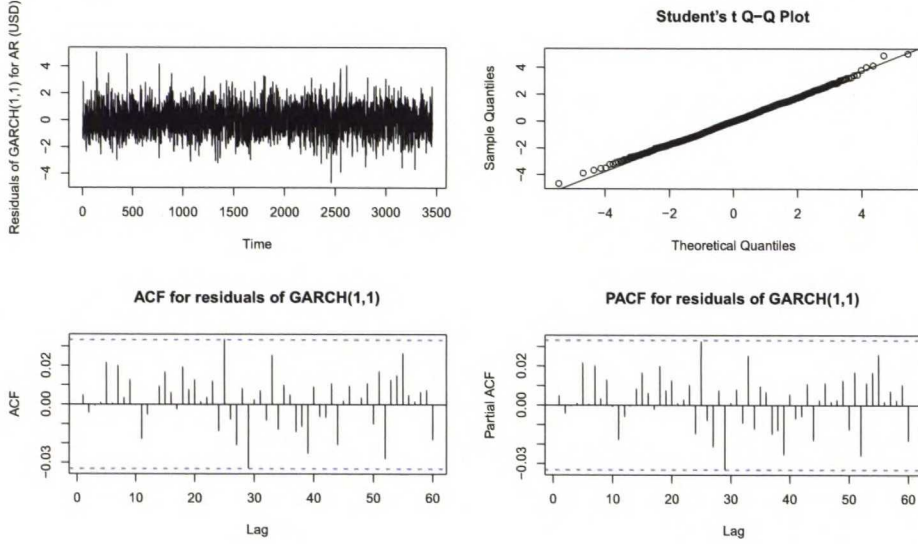 Residuals of GARCH(1,1) for AR (USD)
4
2
0
−2
−4
0 500 1000 1500 2000 2500 3000 3500
Time
Student's t Q−Q Plot
Sample Quantiles
4
2
0
−2
−4
−4 −2 0 2 4
Theoretical Quantiles
ACF for residuals of GARCH(1,1)
ACF
0.02
0.00
−0.03
0 10 20 30 40 50 60
Lag
PACF for residuals of GARCH(1,1)
Partial ACF
0.02
0.00
−0.03
0 10 20 30 40 50 60
Lag